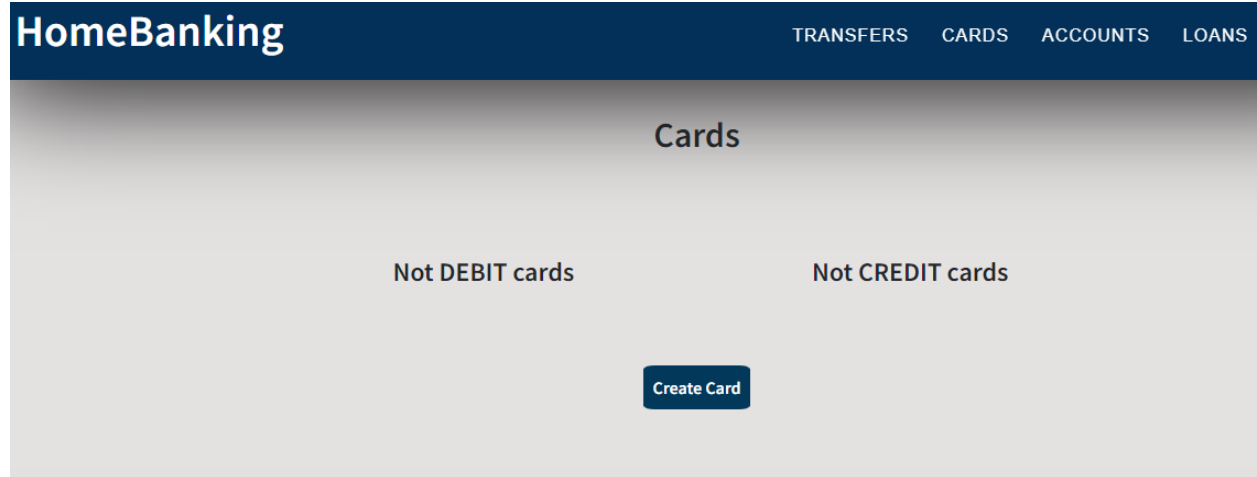 HomeBanking
TRANSFERS CARDS ACCOUNTS LOANS
Cards
Not DEBIT cards
Not CREDIT cards
Create Card